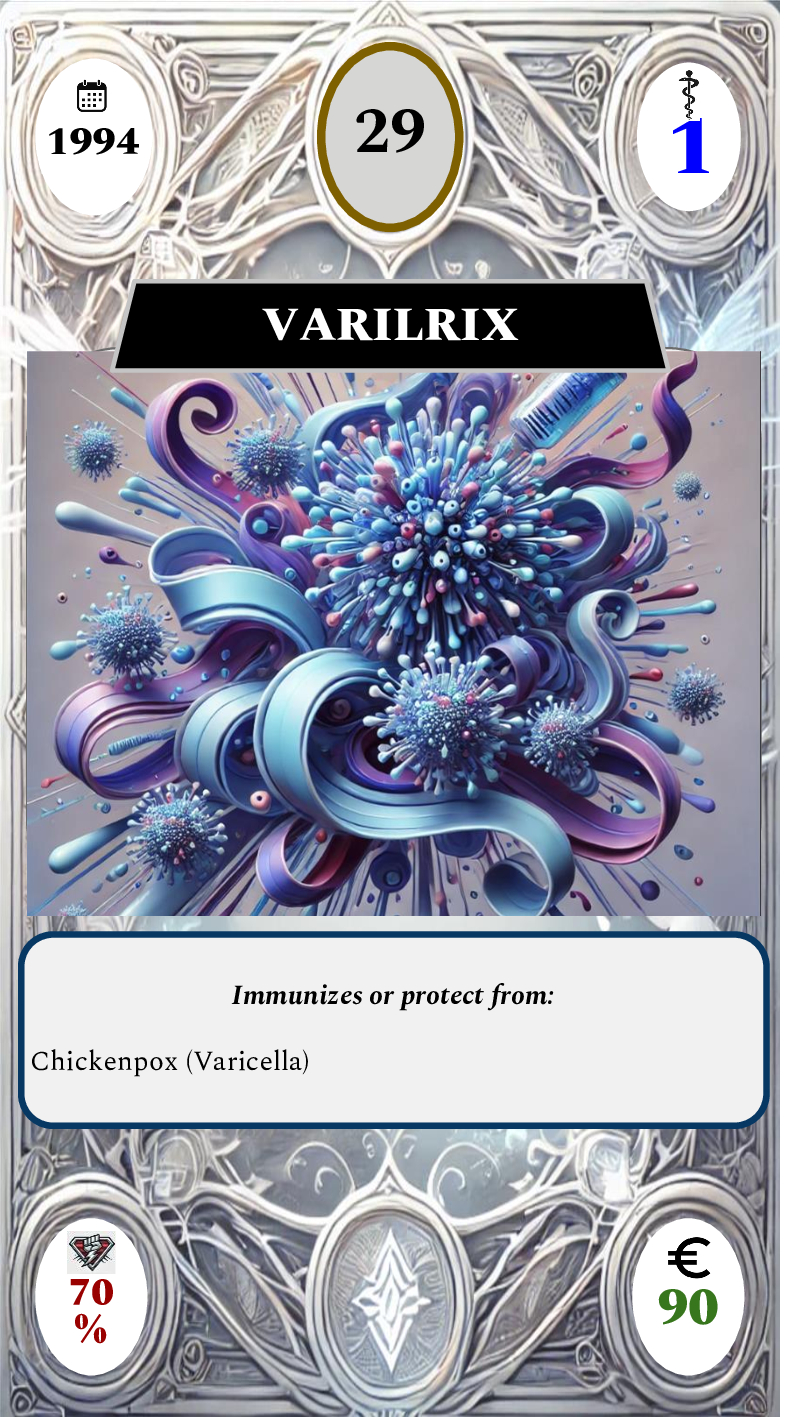 1994
29
1
VARILRIX
Immunizes or protect from:
Chickenpox (Varicella)
70
%
€
90